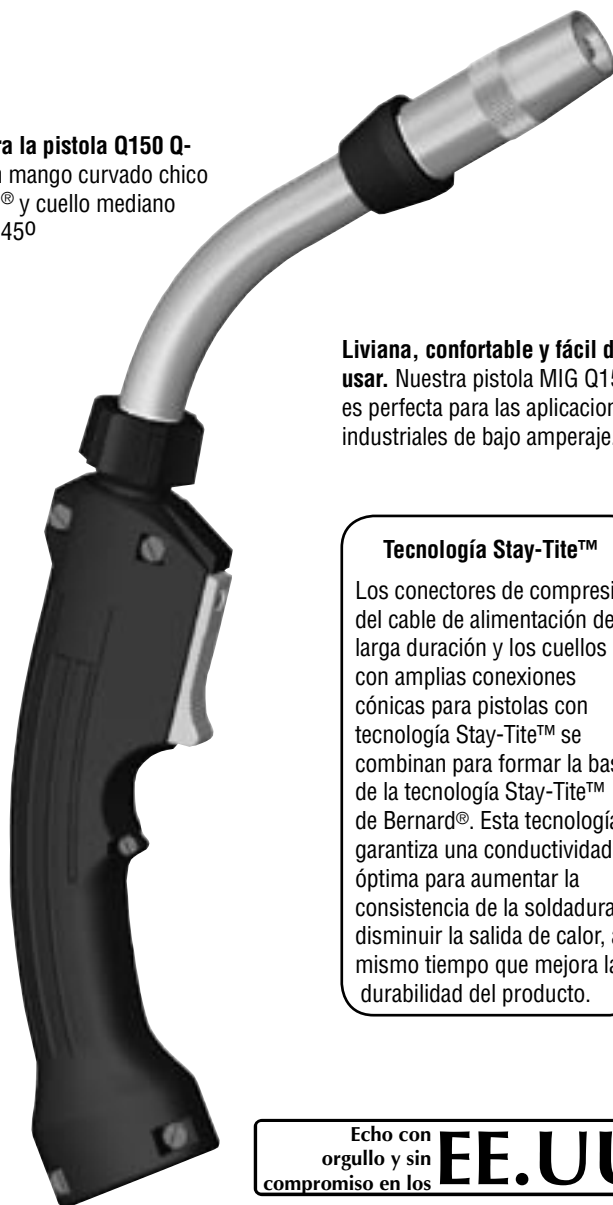 ra la pistola Q150 Q-
mango curvado chico
® y cuello mediano
45º
Liviana, confortable y fácil d
usar. Nuestra pistola MIG Q15
es perfecta para las aplicacion
industriales de bajo amperaje.
Tecnología Stay-Tite™
Los conectores de compresi
del cable de alimentación de
larga duración y los cuellos
con amplias conexiones
cónicas para pistolas con
tecnología Stay-Tite™ se
combinan para formar la bas
de la tecnología Stay-Tite™
de Bernard®. Esta tecnología
garantiza una conductividad
óptima para aumentar la
consistencia de la soldadura
disminuir la salida de calor, a
mismo tiempo que mejora la
durabilidad del producto.
Echo con
orgullo y sin
compromiso en los
EE.UU